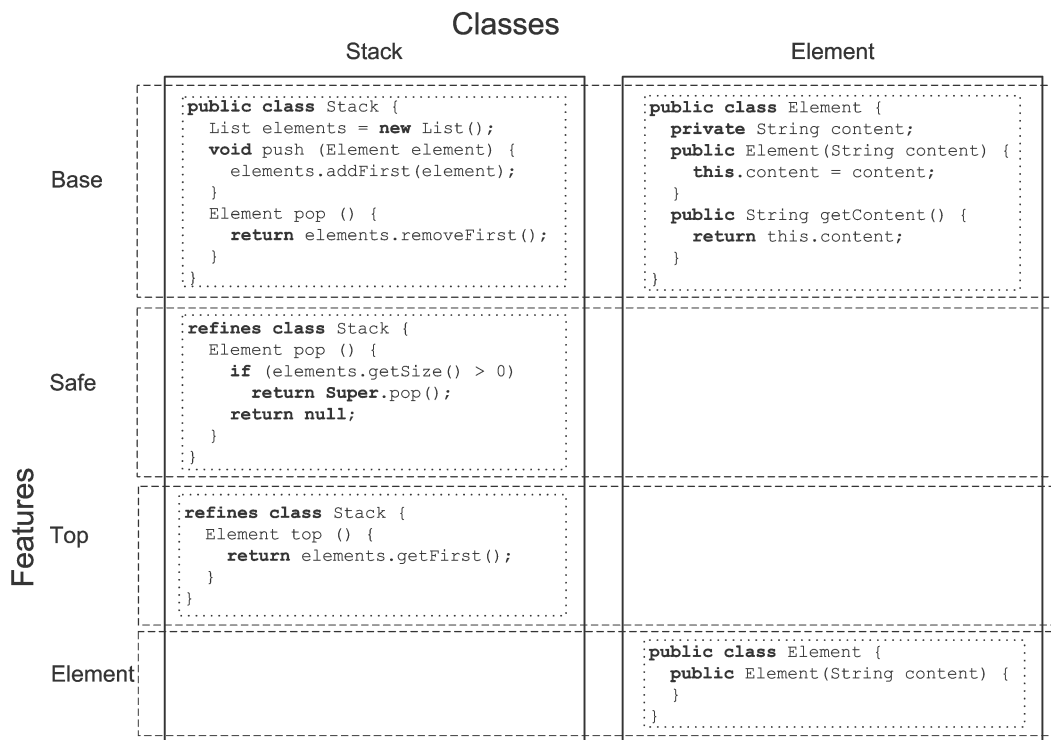 Classes
Stack
Element
Base
public class Stack {
  List elements = new List();
  void push (Element element) {
    elements.addFirst(element);
  }
  Element pop () {
    return elements.removeFirst();
  }
}
public class Element {
  private String content;
  public Element(String content) {
    this.content = content;
  }
  public String getContent() {
    return this.content;
  }
}
Safe
refines class Stack {
  Element pop () {
    if (elements.getSize() > 0)
      return Super.pop();
    return null;
  }
}
Features
Top
refines class Stack {
  Element top () {
    return elements.getFirst();
  }
}
Element
public class Element {
  public Element(String content) {
  }
}